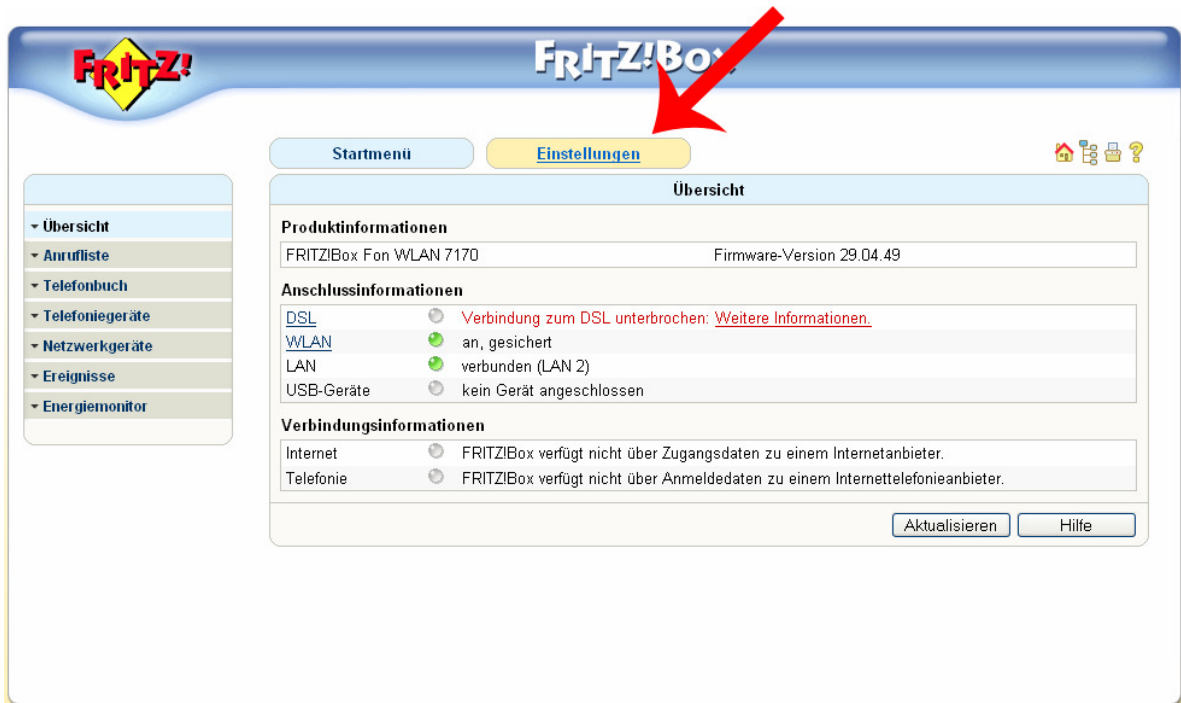 FRITZ!
FRITZ!Box
Startmenü Einstellungen
Übersicht
Übersicht
Anrufliste
Telefonbuch
Telefoniegeräte
Netzwerkgeräte
Ereignisse
Energiemonitor
Produktinformationen
FRITZ!Box Fon WLAN 7170 Firmware-Version 29.04.49
Anschlussinformationen
DSL Verbindung zum DSL unterbrochen: Weitere Informationen.
WLAN an, gesichert
LAN verbunden (LAN 2)
USB-Geräte kein Gerät angeschlossen
Verbindungsinformationen
Internet FRITZ!Box verfügt nicht über Zugangsdaten zu einem Internetanbieter.
Telefonie FRITZ!Box verfügt nicht über Anmeldedaten zu einem Internettelefonieanbieter.
Aktualisieren Hilfe